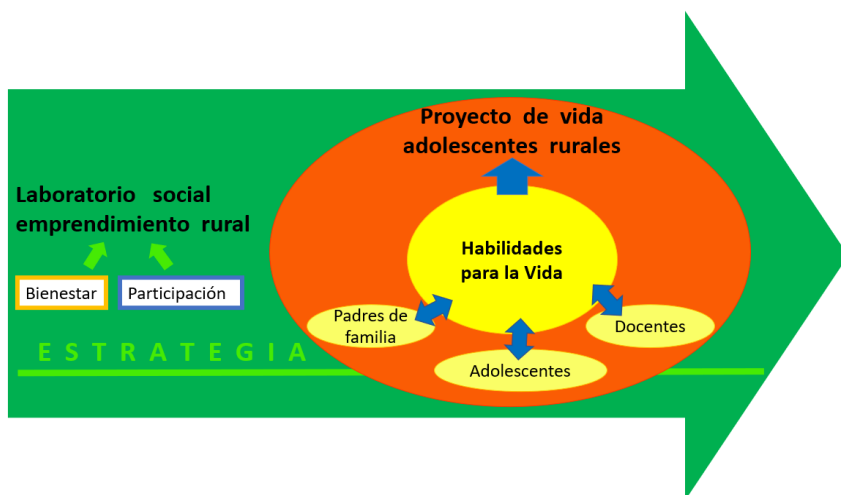 Proyecto de vida
adolescentes rurales
Laboratorio social
emprendimiento rural
Habilidades
para la Vida
Bienestar
Participación
Padres de
familia
Docentes
Adolescentes
ESTRATEGIA